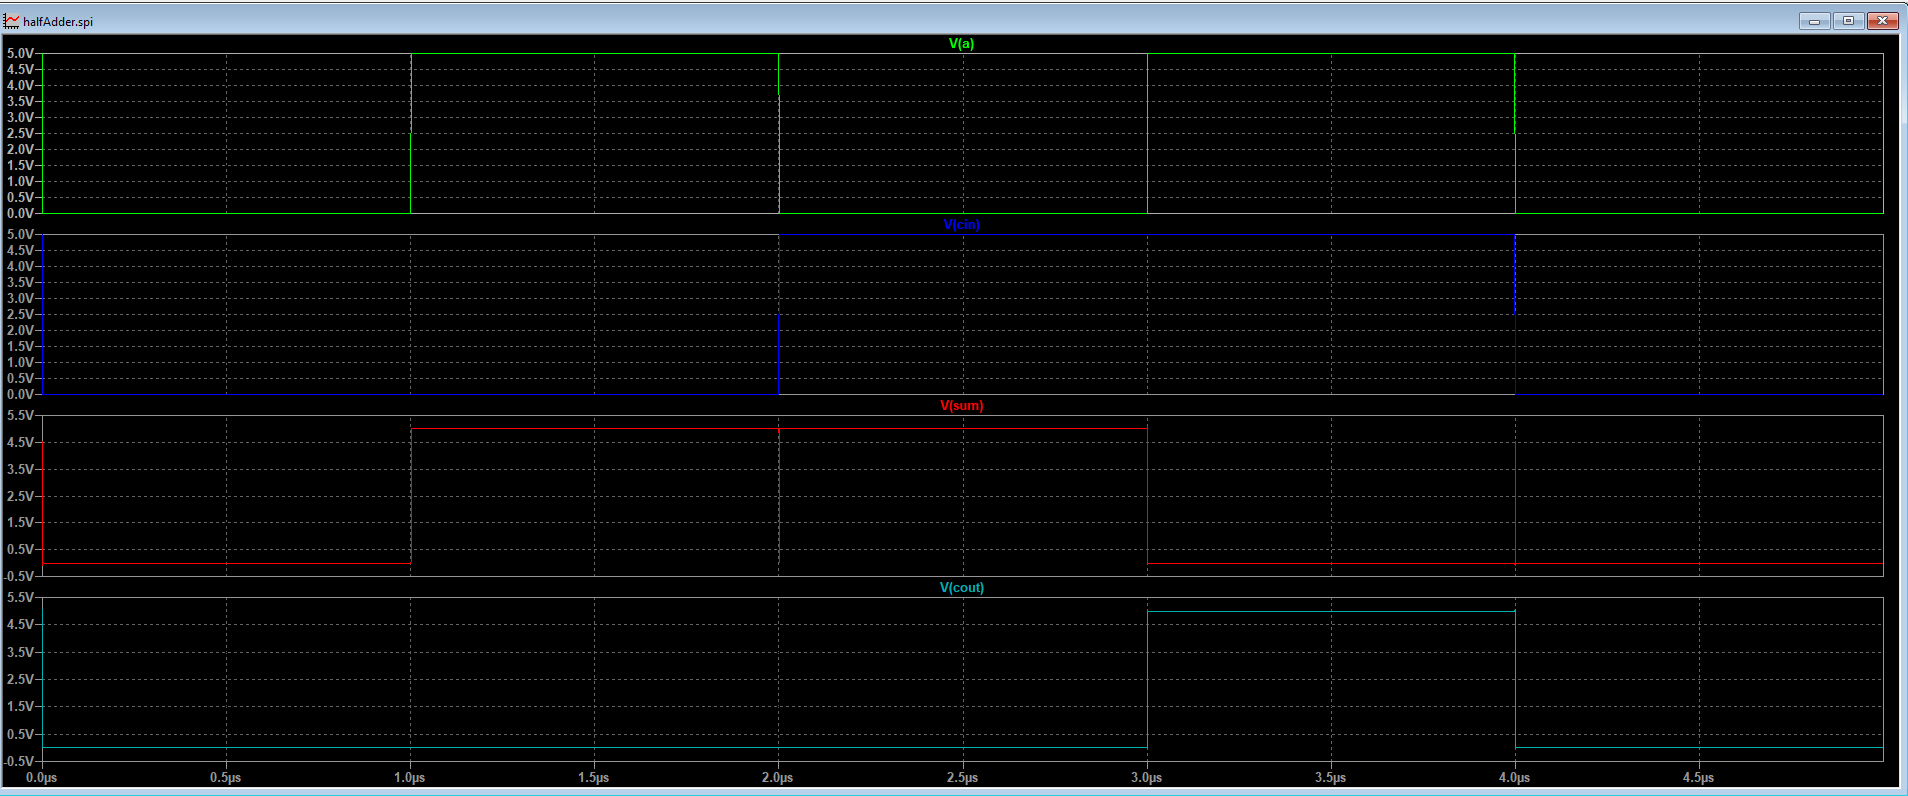 halfAdder.spi
V(a)
5.0V
4.5V
4.0V
3.5V
3.0V
2.5V
2.0V
1.5V
1.0V
0.5V
0.0V
V(cin)
5.0V
4.5V
4.0V
3.5V
3.0V
2.5V
2.0V
1.5V
1.0V
0.5V
0.0V
V(sum)
5.5V
4.5V
3.5V
2.5V
1.5V
0.5V
-0.5V
V(cout)
5.5V
4.5V
3.5V
2.5V
1.5V
0.5V
-0.5V
0.0µs 0.5µs 1.0µs 1.5µs 2.0µs 2.5µs 3.0µs 3.5µs 4.0µs 4.5µs